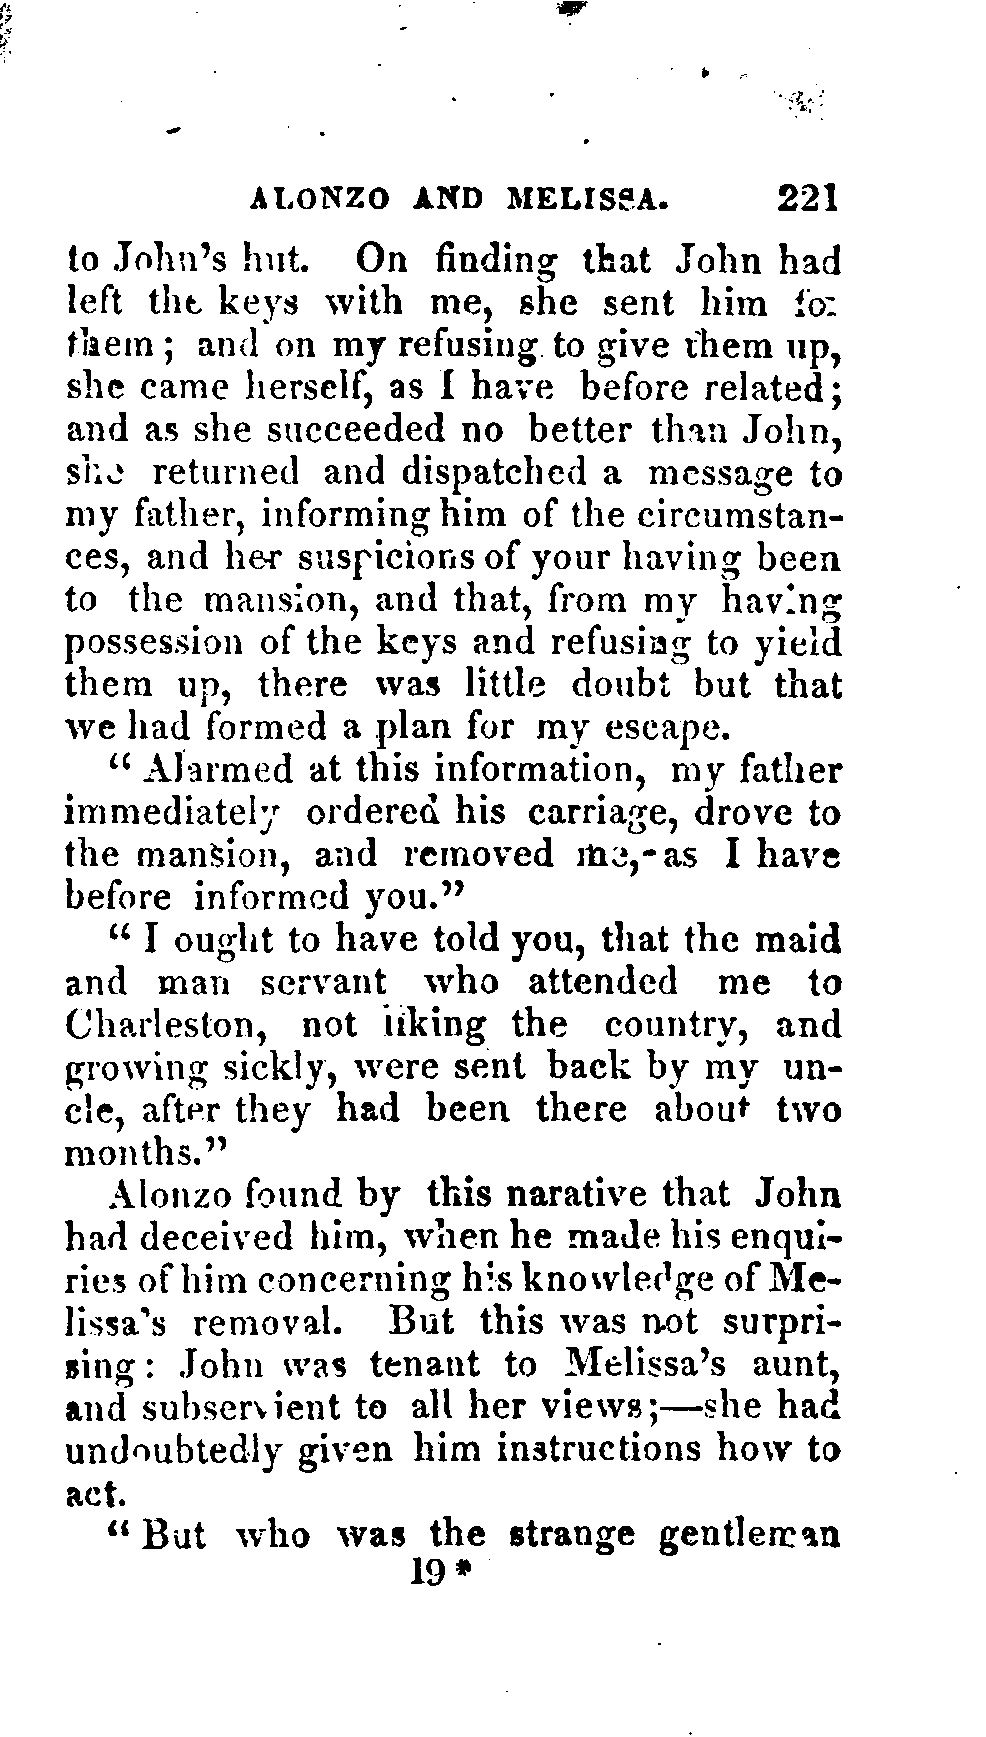 ALONZO AND MELISSA. 221
to John's hut. On finding that John had
left the keys with me, she sent him for
them; and on my refusing to give them up,
she came herself, as I have before related;
and as she succeeded no better than John,
she returned and dispatched a message to
my father, informing him of the circumstan-
ces, and her suspicions of your having been
to the mansion, and that, from my having
possession of the keys and refusing to yield
them up, there was little doubt but that
we had formed a plan for my escape.
"Alarmed at this information, my father
immediately ordered his carriage, drove to
the mansion, and removed me, as I have
before informed you."
"I ought to have told you, that the maid
and man servant who attended me to
Charleston, not liking the country, and
growing sickly, were sent back by my un-
cle, after they had been there about two
months."
Alonzo found by this narative that John
had deceived him, when he made his enqui-
ries of him concerning his knowledge of Me-
lissa's removal. But this was not surpri-
sing: John was tenant to Melissa's aunt,
and subservient to all her views;—she had
undoubtedly given him instructions how to
act.
"But who was the strange gentleman
19*